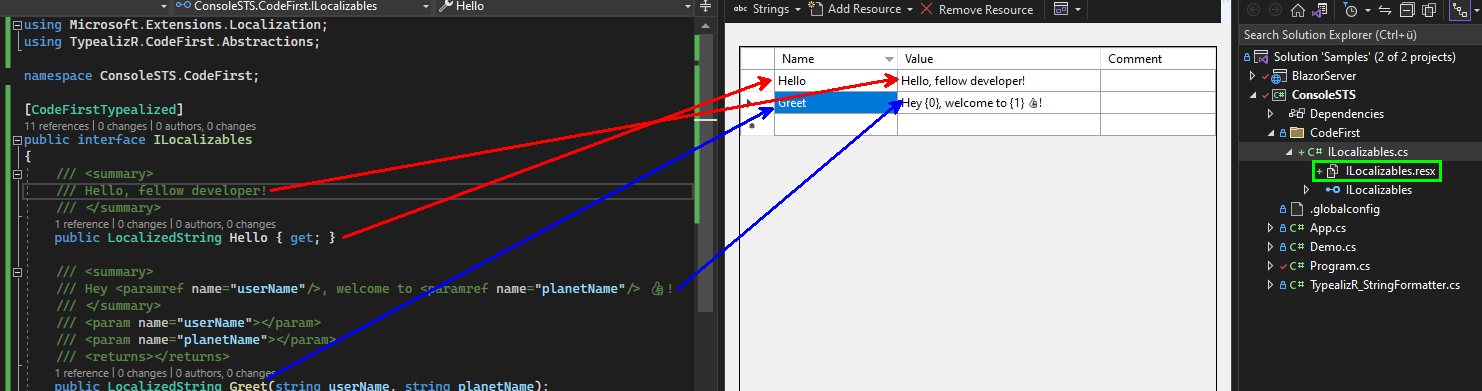 ConsoleSTS.CodeFirst.ILocalizables
Hello
using Microsoft.Extensions.Localization;
using TypealizR.CodeFirst.Abstractions;
namespace ConsoleSTS.CodeFirst;
[CodeFirstTypealized]
11 references | 0 changes | 0 authors, 0 changes
public interface ILocalizables
{
/// <summary>
/// Hello, fellow developer!
/// </summary>
1 reference | 0 changes | 0 authors, 0 changes
public LocalizedString Hello { get; }
/// <summary>
/// Hey <paramref name="userName"/>, welcome to <paramref name="planetName"/> 👍!
/// </summary>
/// <param name="userName"></param>
/// <param name="planetName"></param>
/// <returns></returns>
1 reference | 0 changes | 0 authors, 0 changes
public LocalizedString Greet(string userName, string planetName);
abc Strings
Add Resource
Remove Resource
Name Value Comment
Hello Hello, fellow developer!
Greet Hey {0}, welcome to {1} 👍!
Search Solution Explorer (Ctrl+ü)
Solution 'Samples' (2 of 2 projects)
BlazorServer
C# ConsoleSTS
Dependencies
CodeFirst
+ C# ILocalizables.cs
+ ILocalizables.resx
ILocalizables
.globalconfig
C# App.cs
C# Demo.cs
C# Program.cs
C# TypealizR_StringFormatter.cs